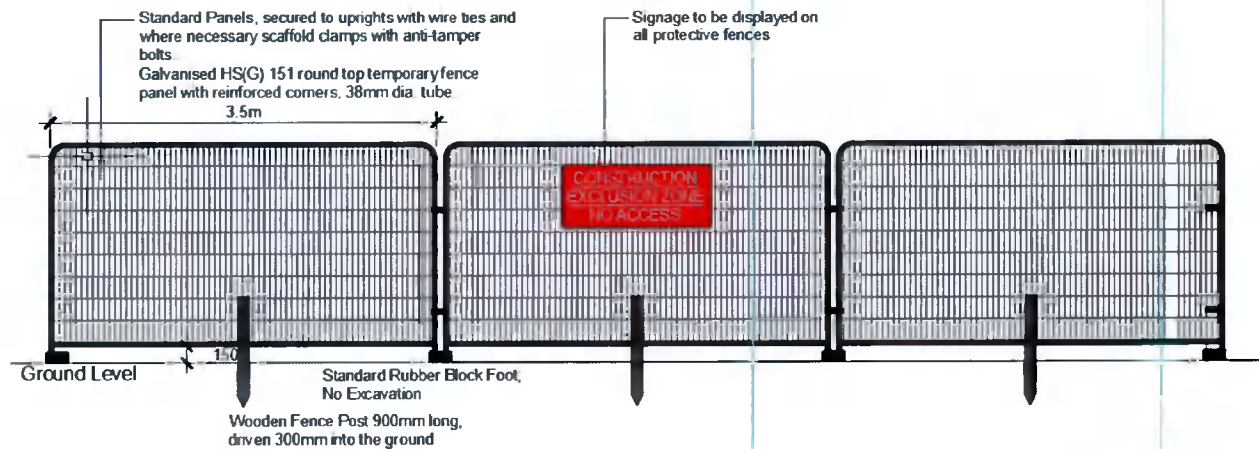 Standard Panels, secured to uprights with wire ties and
where necessary scaffold clamps with anti-tamper
bolts
Galvanised HS(G) 151 round top temporary fence
panel with reinforced corners, 38mm dia. tube
3.5m
Signage to be displayed on
all protective fences
CONSTRUCTION
EXCLUSION ZONE
NO ACCESS
Ground Level
Standard Rubber Block Foot,
No Excavation
Wooden Fence Post 900mm long,
driven 300mm into the ground